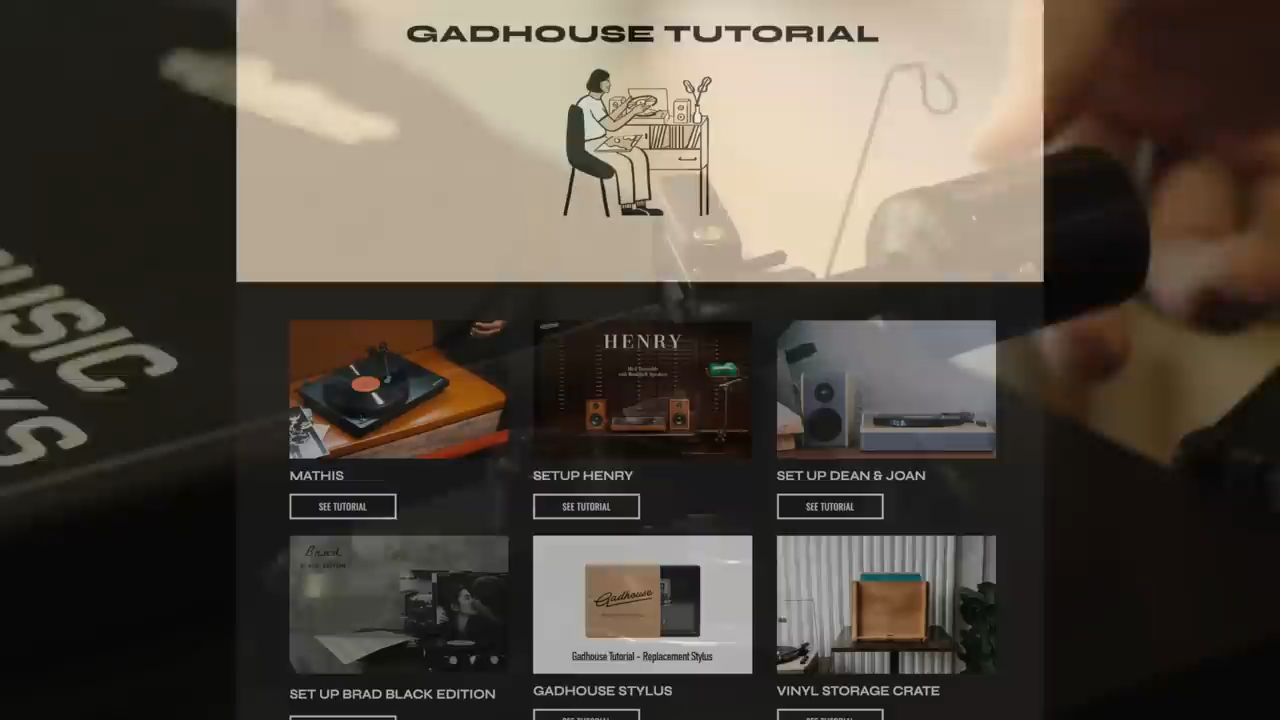 GADHOUSE TUTORIAL
USIC
HENRY
MATHIS
SETUP HENRY
SET UP DEAN & JOAN
SEE TUTORIAL
SEE TUTORIAL
SEE TUTORIAL
Brad
Gadhouse
Gadhouse Tutorial - Replacement Stylus
SET UP BRAD BLACK EDITION
GADHOUSE STYLUS
VINYL STORAGE CRATE